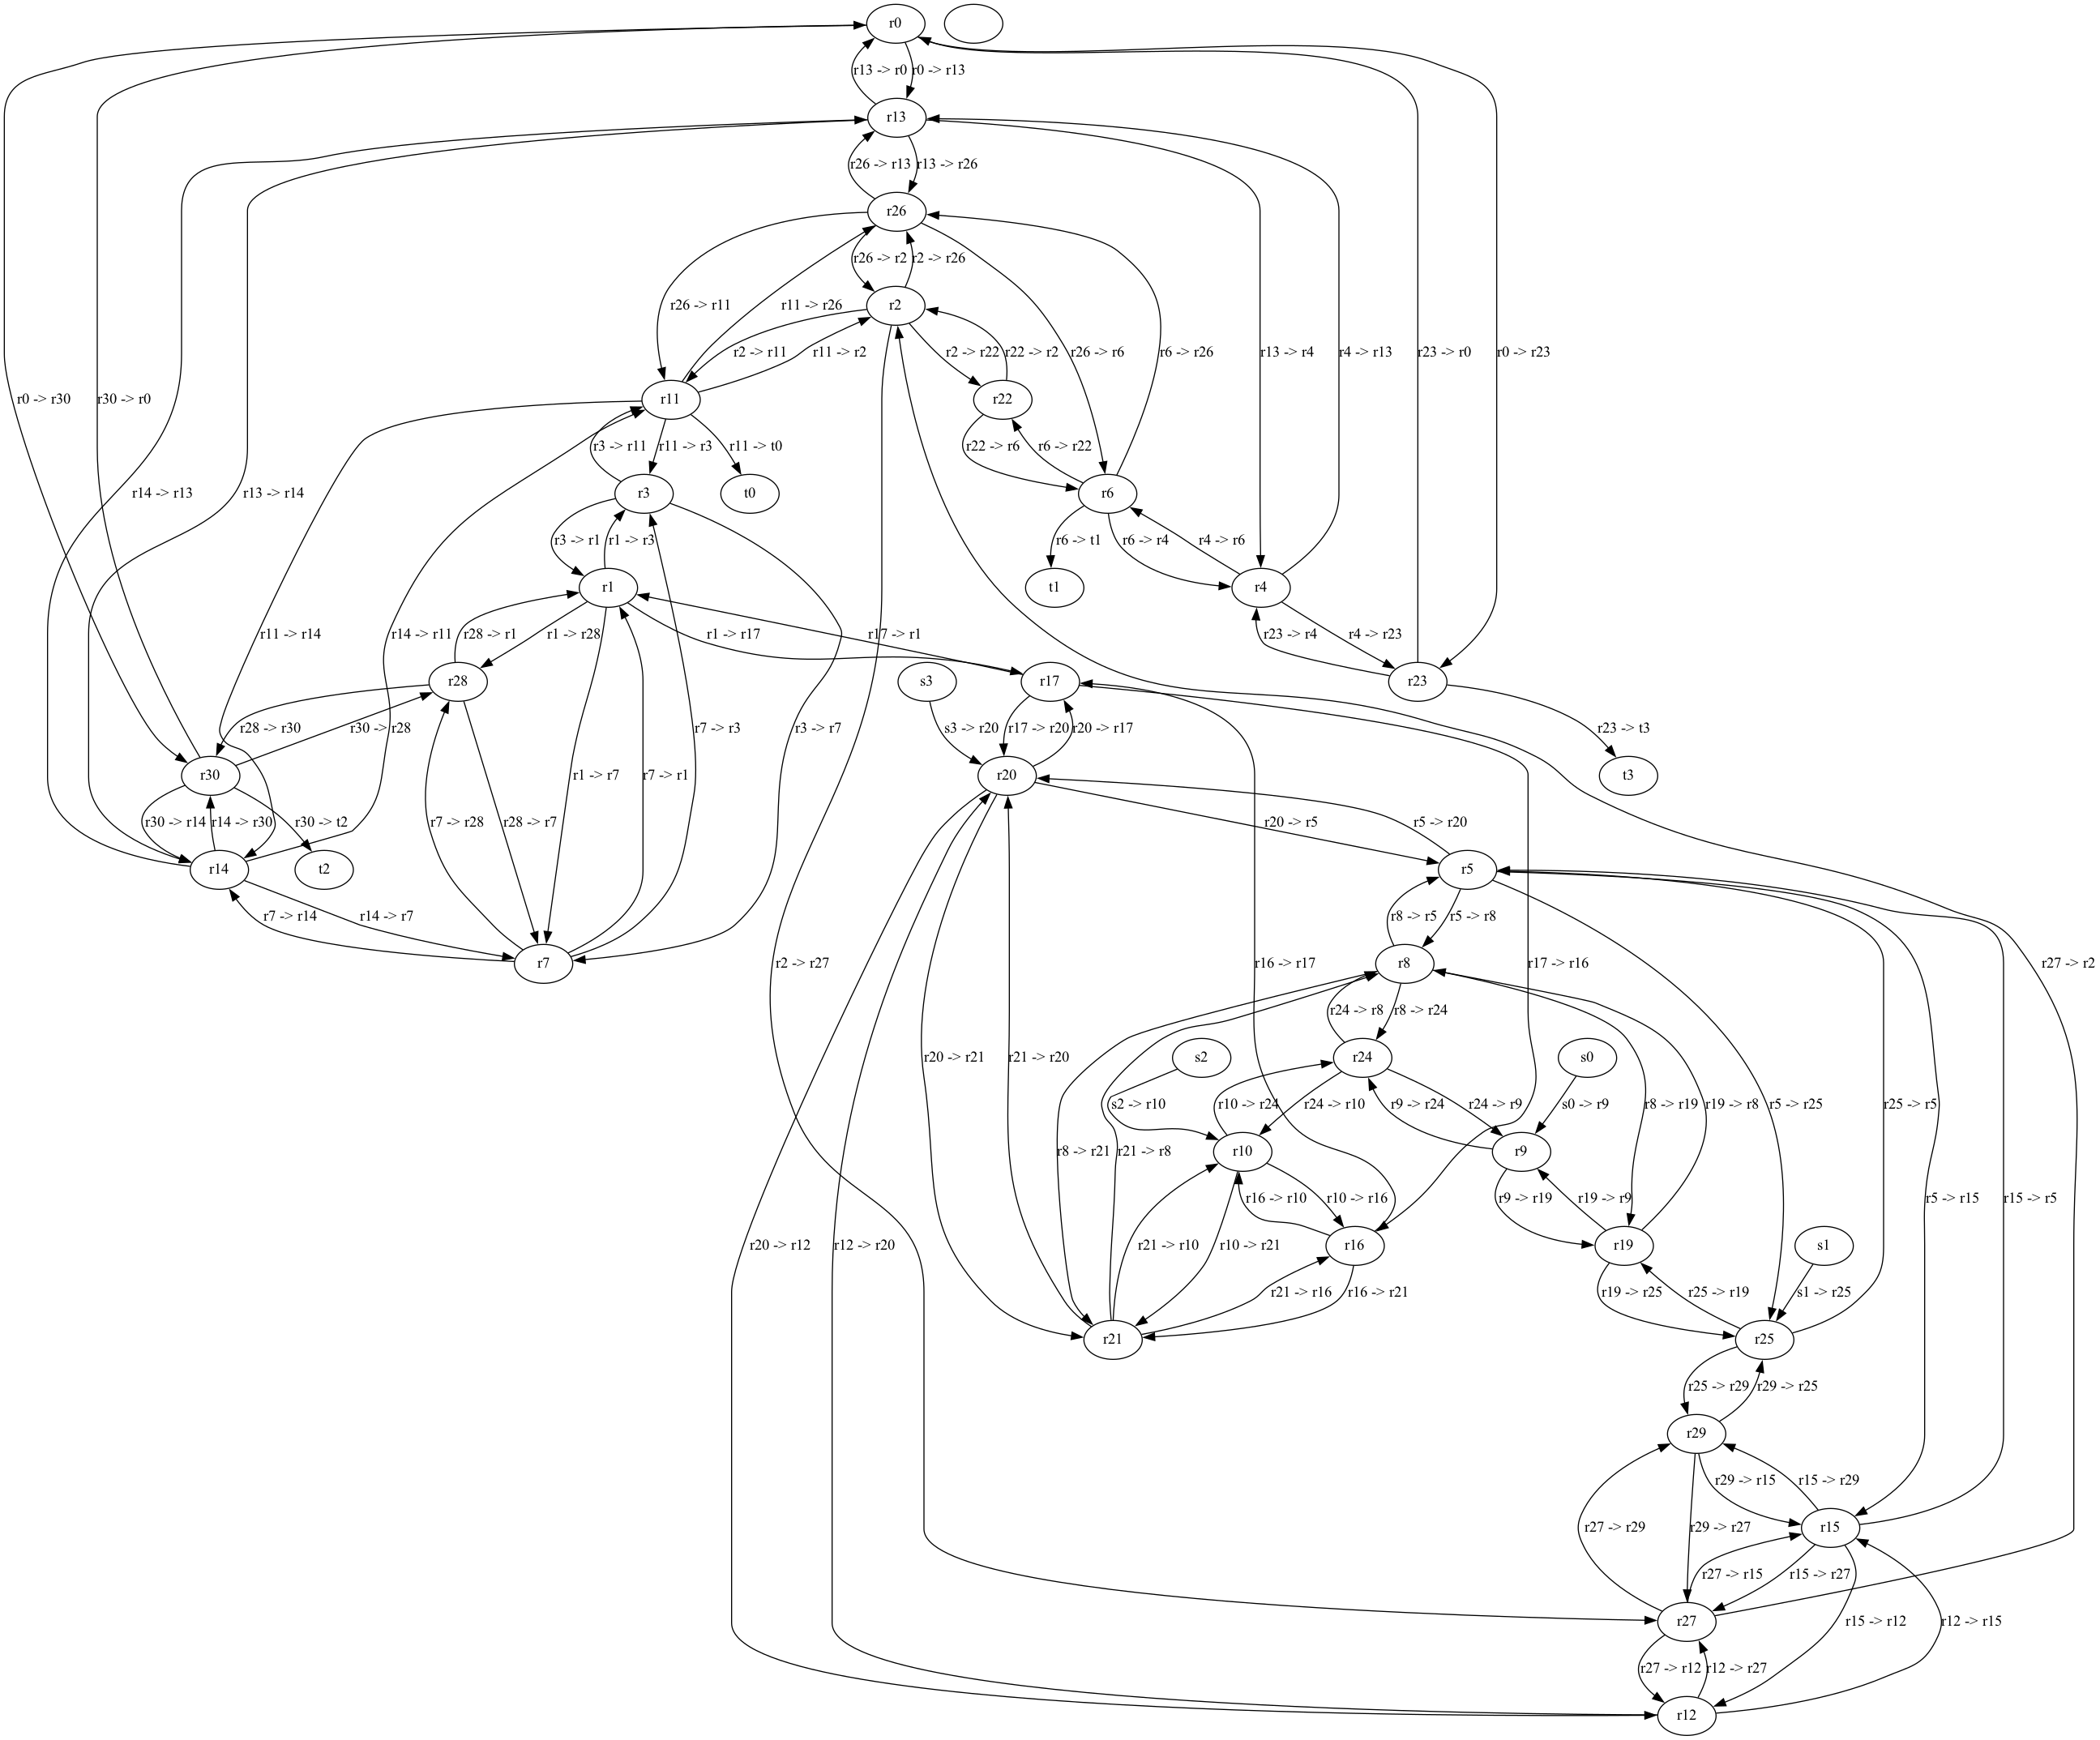 r0
r13 -> r0
r0 -> r13
r13
r26 -> r13
r13 -> r26
r26
r26 -> r2
r2 -> r26
r26 -> r11
r11 -> r26
r2
r2 -> r11
r11 -> r2
r2 -> r22
r22 -> r2
r26 -> r6
r6 -> r26
r13 -> r4
r4 -> r13
r23 -> r0
r0 -> r23
r0 -> r30
r30 -> r0
r11
r22
r3 -> r11
r11 -> r3
r11 -> t0
r22 -> r6
r6 -> r22
r14 -> r13
r13 -> r14
r3
t0
r6
r3 -> r1
r1 -> r3
r6 -> t1
r6 -> r4
r4 -> r6
r1
t1
r4
r11 -> r14
r14 -> r11
r28 -> r1
r1 -> r28
r1 -> r17
r17 -> r1
r23 -> r4
r4 -> r23
r28
s3
r17
r23
r28 -> r30
r30 -> r28
r7 -> r3
r3 -> r7
s3 -> r20
r17 -> r20
r20 -> r17
r23 -> t3
r30
r1 -> r7
r7 -> r1
r20
t3
r30 -> r14
r14 -> r30
r30 -> t2
r7 -> r28
r28 -> r7
r20 -> r5
r5 -> r20
r14
t2
r5
r7 -> r14
r14 -> r7
r8 -> r5
r5 -> r8
r7
r2 -> r27
r16 -> r17
r8
r17 -> r16
r27 -> r2
r24 -> r8
r8 -> r24
r20 -> r21
r21 -> r20
s2
r24
s0
s2 -> r10
r10 -> r24
r24 -> r10
r9 -> r24
r24 -> r9
s0 -> r9
r8 -> r19
r19 -> r8
r5 -> r25
r25 -> r5
r8 -> r21
r21 -> r8
r10
r9
r16 -> r10
r10 -> r16
r9 -> r19
r19 -> r9
r5 -> r15
r15 -> r5
r20 -> r12
r12 -> r20
r21 -> r10
r10 -> r21
r16
r19
s1
r21 -> r16
r16 -> r21
r19 -> r25
r25 -> r19
s1 -> r25
r21
r25
r25 -> r29
r29 -> r25
r29
r29 -> r15
r15 -> r29
r27 -> r29
r29 -> r27
r15
r27 -> r15
r15 -> r27
r27
r15 -> r12
r12 -> r15
r27 -> r12
r12 -> r27
r12